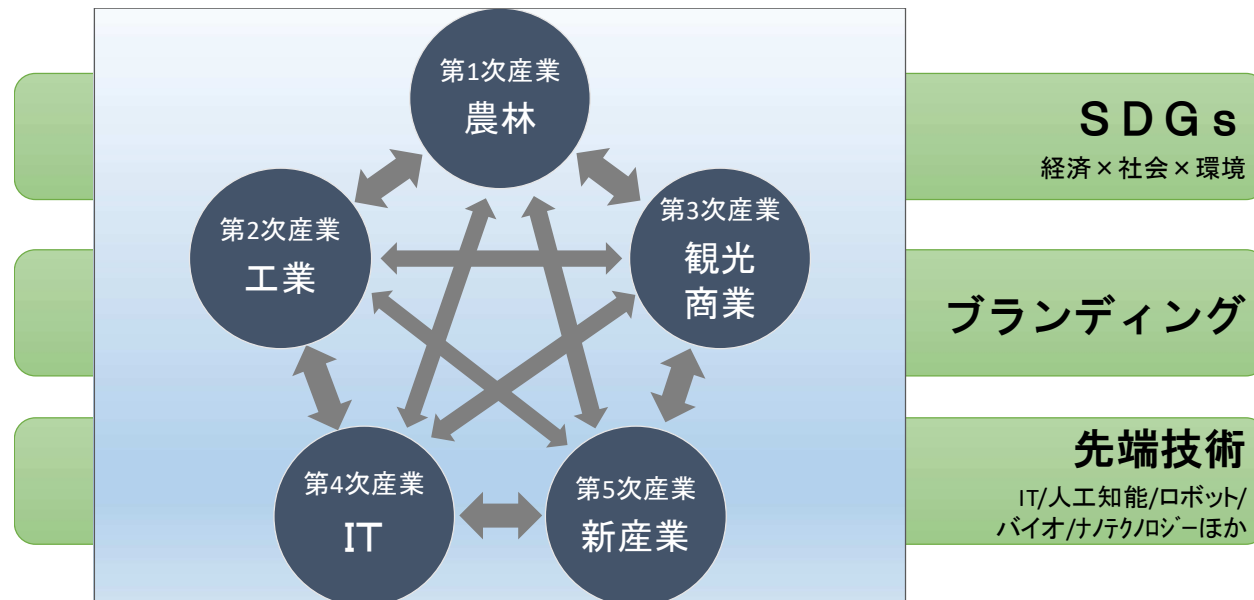 第1次産業
農林
第2次産業
工業
第3次産業
観光
商業
第4次産業
IT
第5次産業
新産業
ＳＤＧｓ
経済×社会×環境
ブランディング
先端技術
IT/人工知能/ロボット/
バイオ/ﾅﾉﾃｸﾉﾛｼﾞｰほか